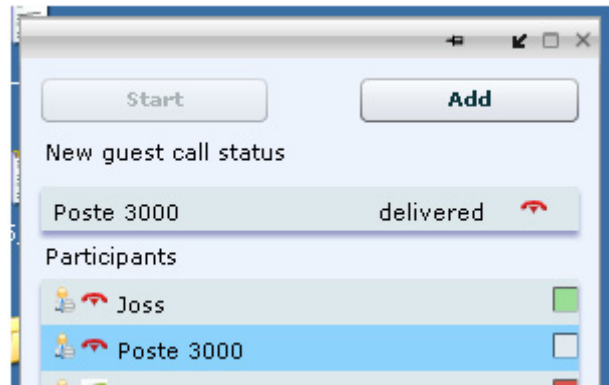 Start
Add
New guest call status
Poste 3000 delivered
Participants
Joss
Poste 3000